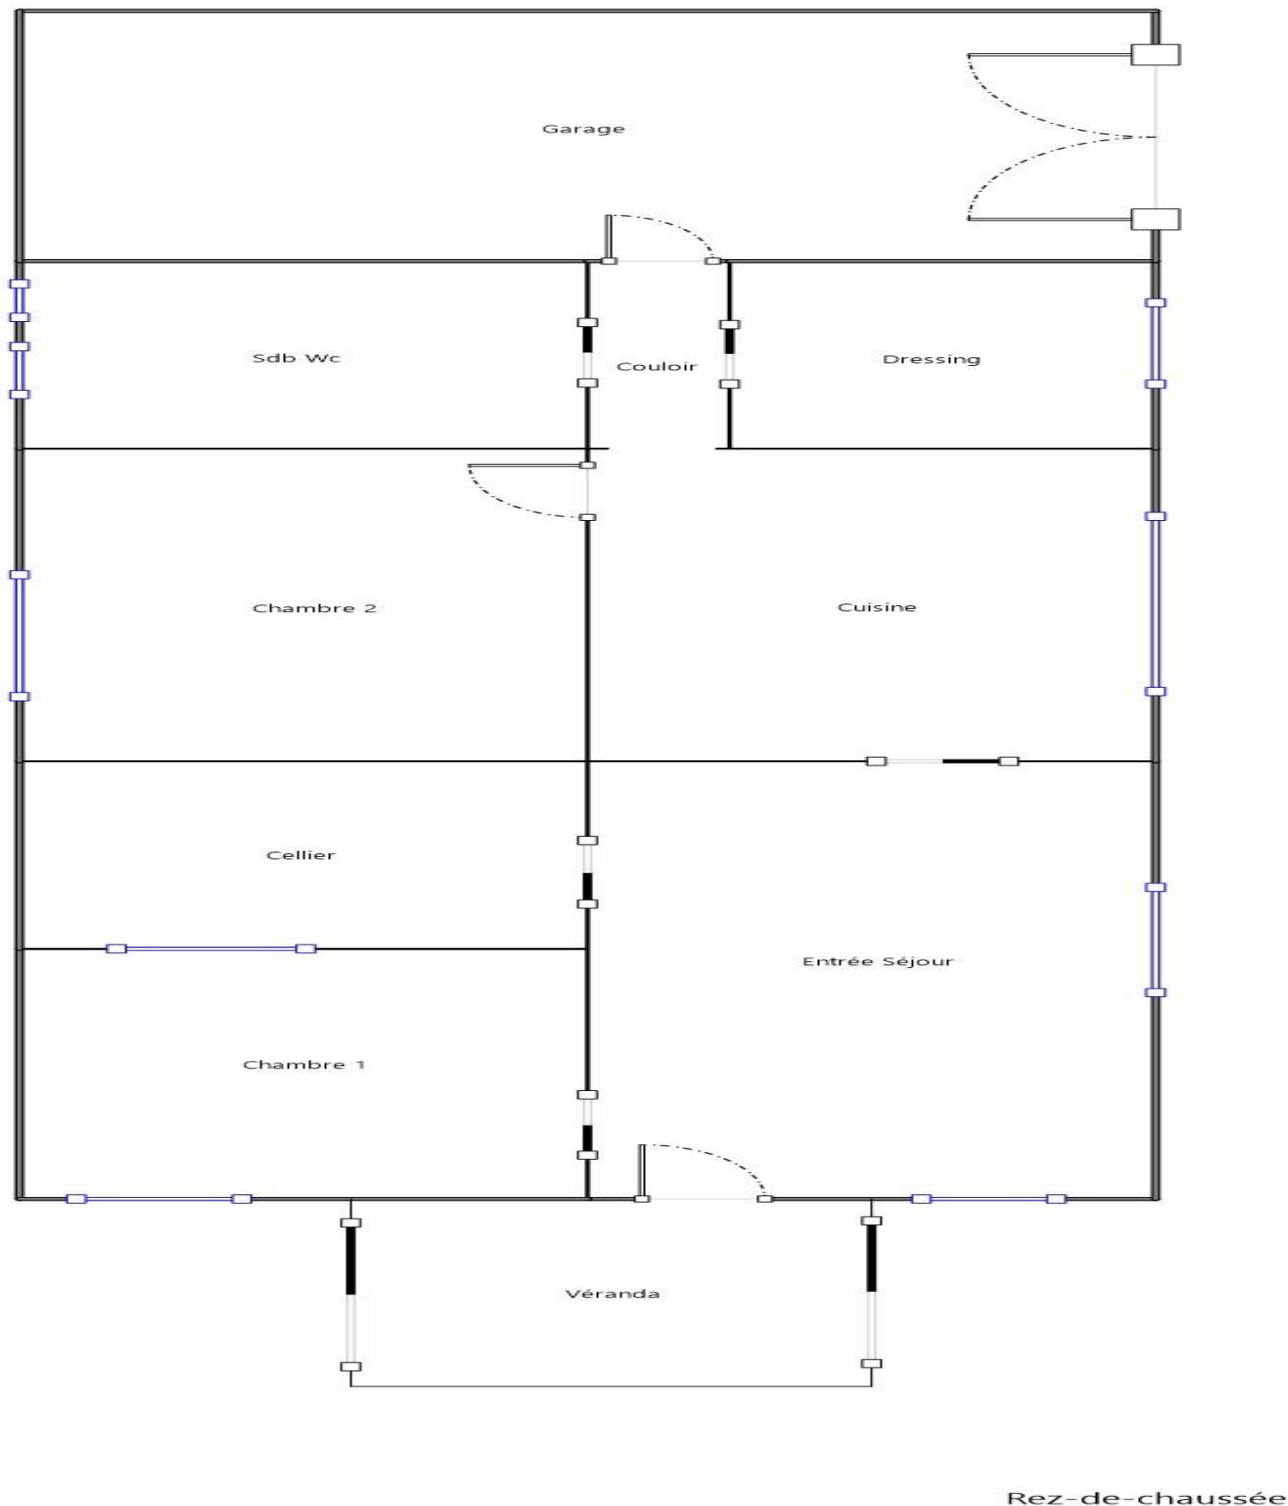 Garage
Sdb Wc
Couloir
Dressing
Chambre 2
Cuisine
Cellier
Entrée Séjour
Chambre 1
Véranda
Rez-de-chaussée